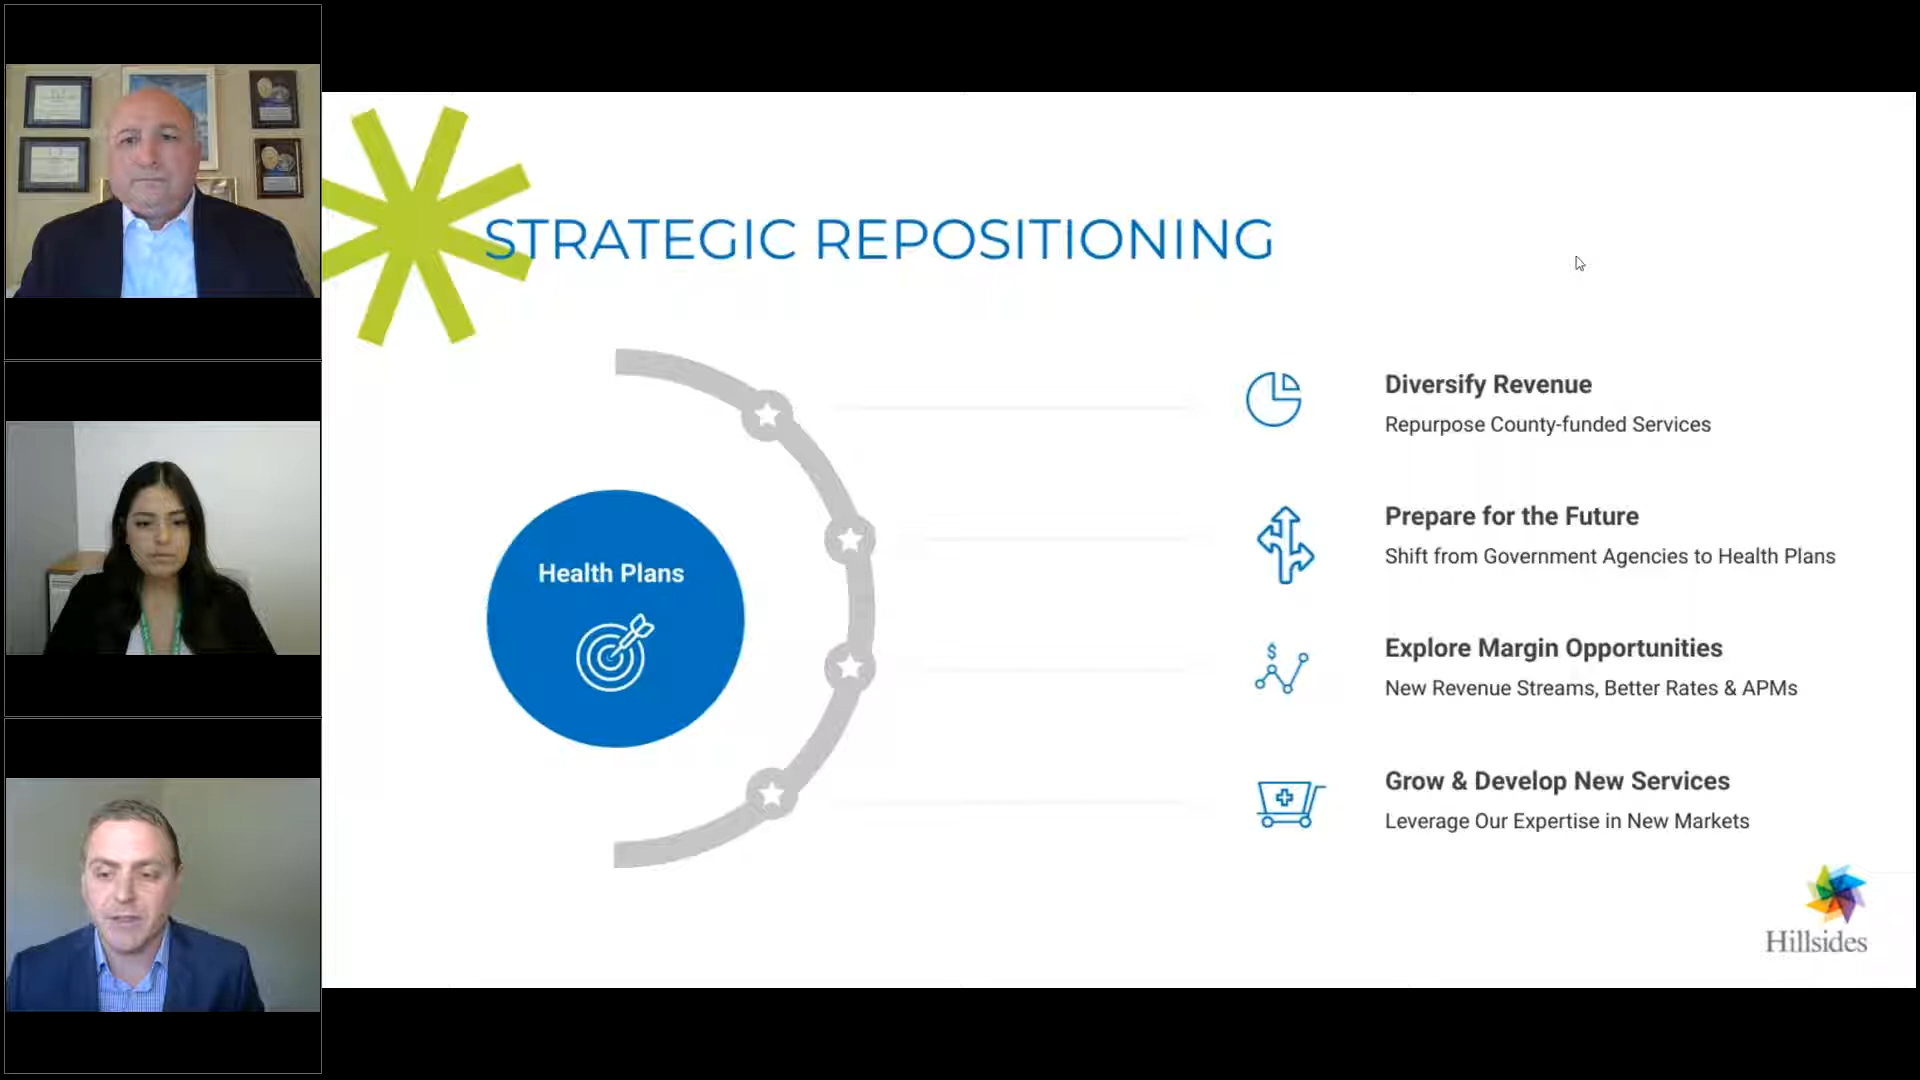 STRATEGIC REPOSITIONING
Health Plans
Diversify Revenue
Repurpose County-funded Services
Prepare for the Future
Shift from Government Agencies to Health Plans
$
Explore Margin Opportunities
New Revenue Streams, Better Rates & APMs
Grow & Develop New Services
Leverage Our Expertise in New Markets
Hillsides